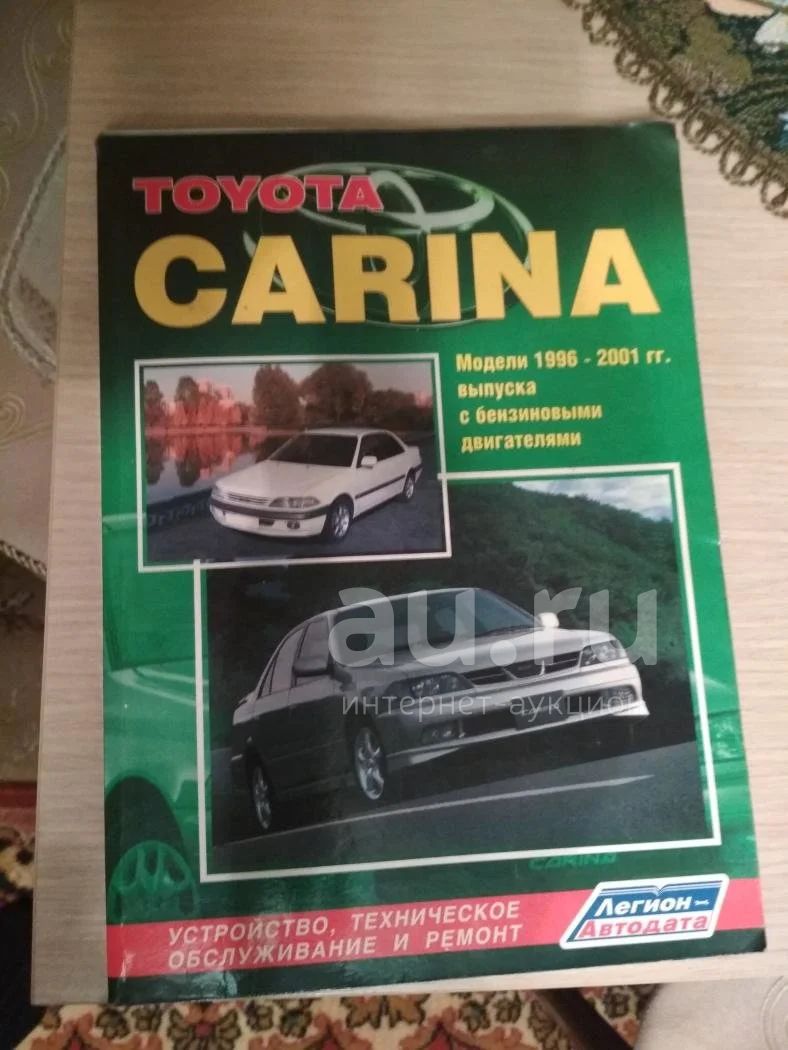 TOYOTA
CARINA
Модели 1996 - 2001 гг.
выпуска
с бензиновыми
двигателями
au.ru
интернет-аукцион
CARINA
УСТРОЙСТВО, ТЕХНИЧЕСКОЕ
ОБСЛУЖИВАНИЕ И РЕМОНТ
Легион-
Автодата